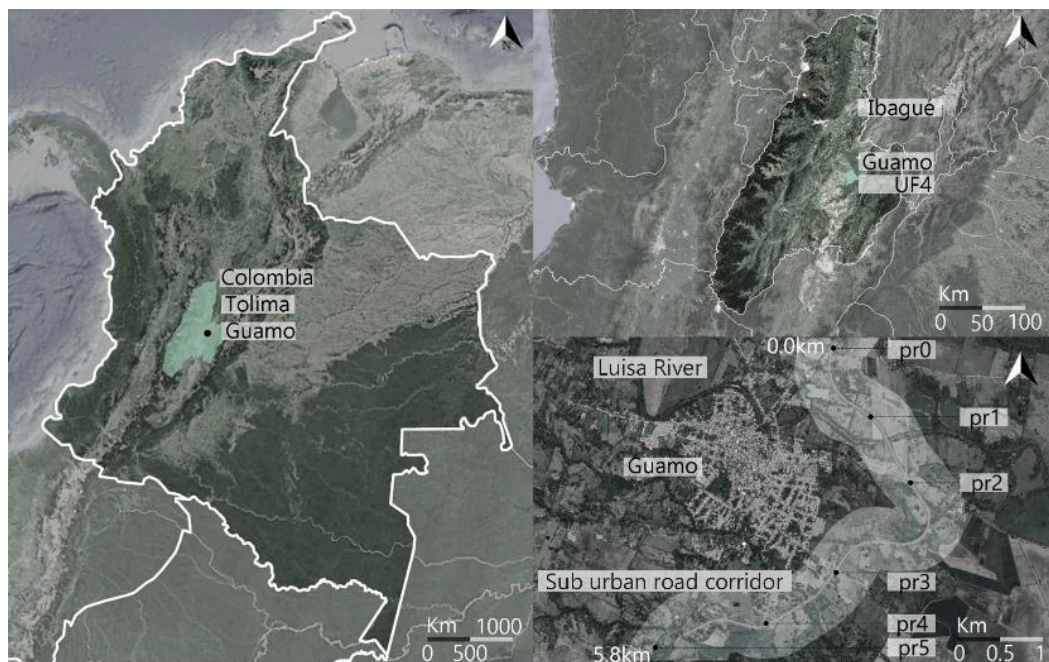 N
Colombia
Tolima
Guamo
Km 1000
0 500
N
Ibagué
Guamo
UF4
Km
0 50 100
0.0km
pr0
Luisa River
pr1
Guamo
pr2
Sub urban road corridor
pr3
pr4
pr5
5.8km
Km
0 0.5 1